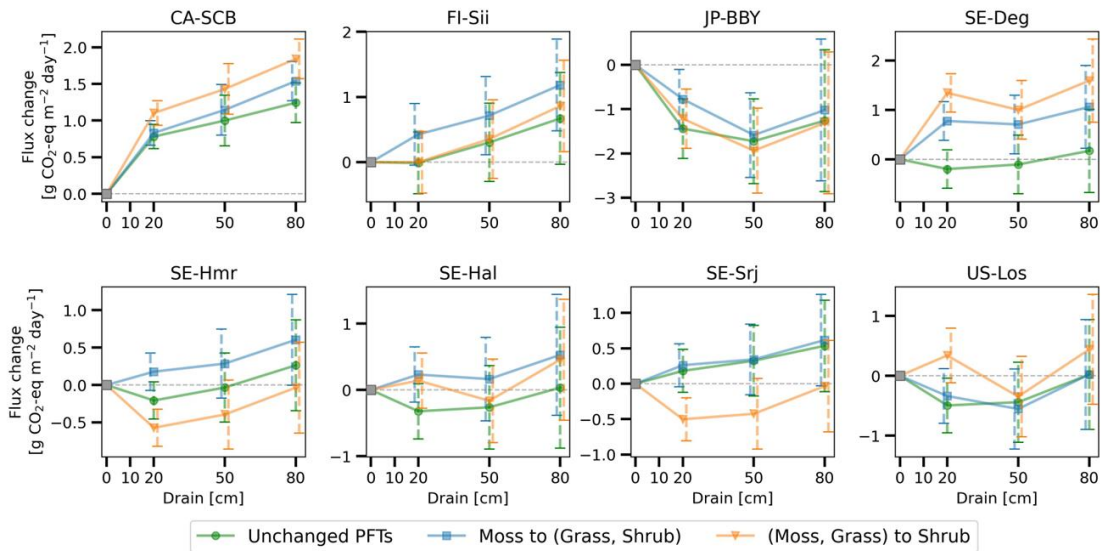 CA-SCB
FI-Sii
JP-BBY
SE-Deg
Flux change
[g CO₂-eq m⁻² day⁻¹]
2.0
1.5
1.0
0.5
0.0
0 10 20 50 80
2
1
0
0 10 20 50 80
0
−1
−2
−3
0 10 20 50 80
2
1
0
0 10 20 50 80
SE-Hmr
SE-Hal
SE-Srj
US-Los
Flux change
[g CO₂-eq m⁻² day⁻¹]
1.0
0.5
0.0
−0.5
0 10 20 50 80
Drain [cm]
1
0
−1
0 10 20 50 80
Drain [cm]
1.0
0.5
0.0
−0.5
−1.0
0 10 20 50 80
Drain [cm]
1
0
−1
0 10 20 50 80
Drain [cm]
Unchanged PFTs
Moss to (Grass, Shrub)
(Moss, Grass) to Shrub